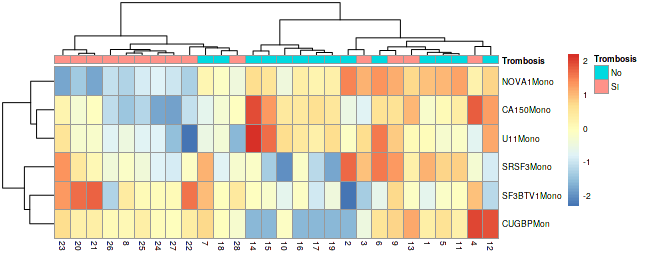 Trombosis
NOVA1Mono
CA150Mono
U11Mono
SRSF3Mono
SF3BTV1Mono
CUGBPMon
23 20 21 26 8 25 24 27 22 7 18 28 14 15 10 16 17 19 2 3 6 9 13 1 5 11 4 12
2
1
0
-1
-2
Trombosis
No
SI